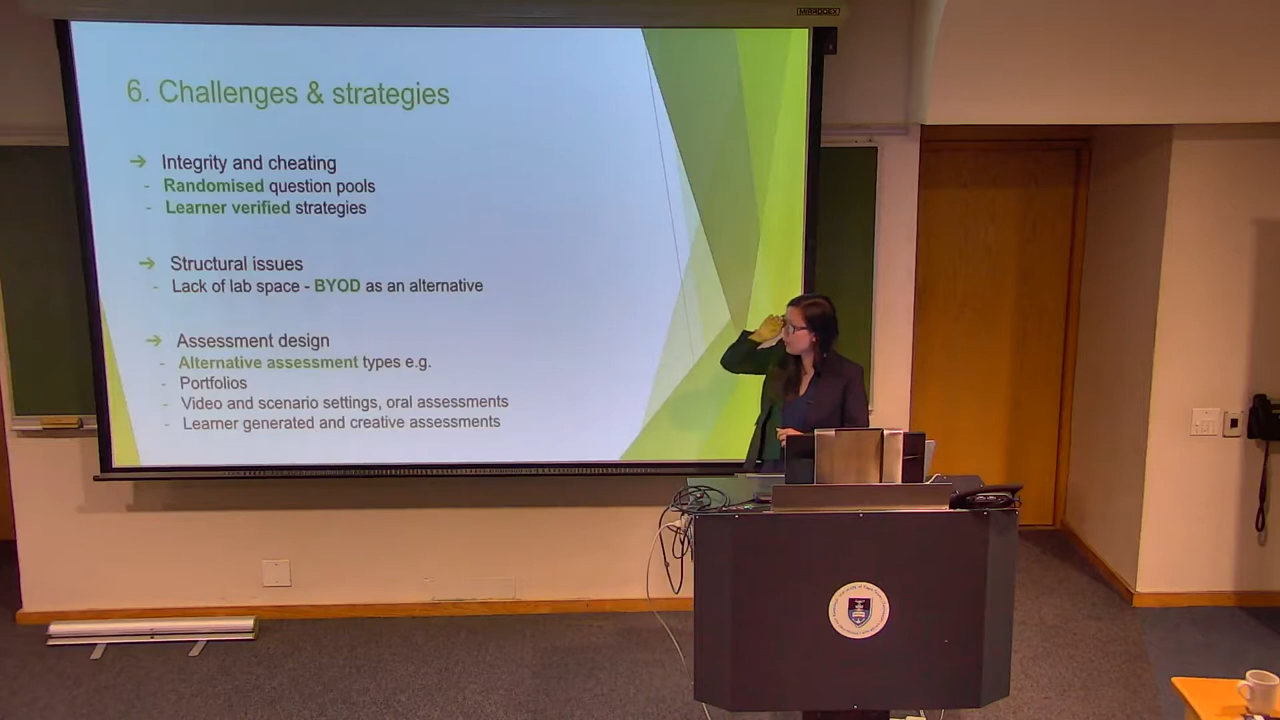 MIRRODEX
6. Challenges & strategies
➔ Integrity and cheating
- Randomised question pools
- Learner verified strategies
➔ Structural issues
- Lack of lab space - BYOD as an alternative
➔ Assessment design
- Alternative assessment types e.g.
- Portfolios
- Video and scenario settings, oral assessments
- Learner generated and creative assessments